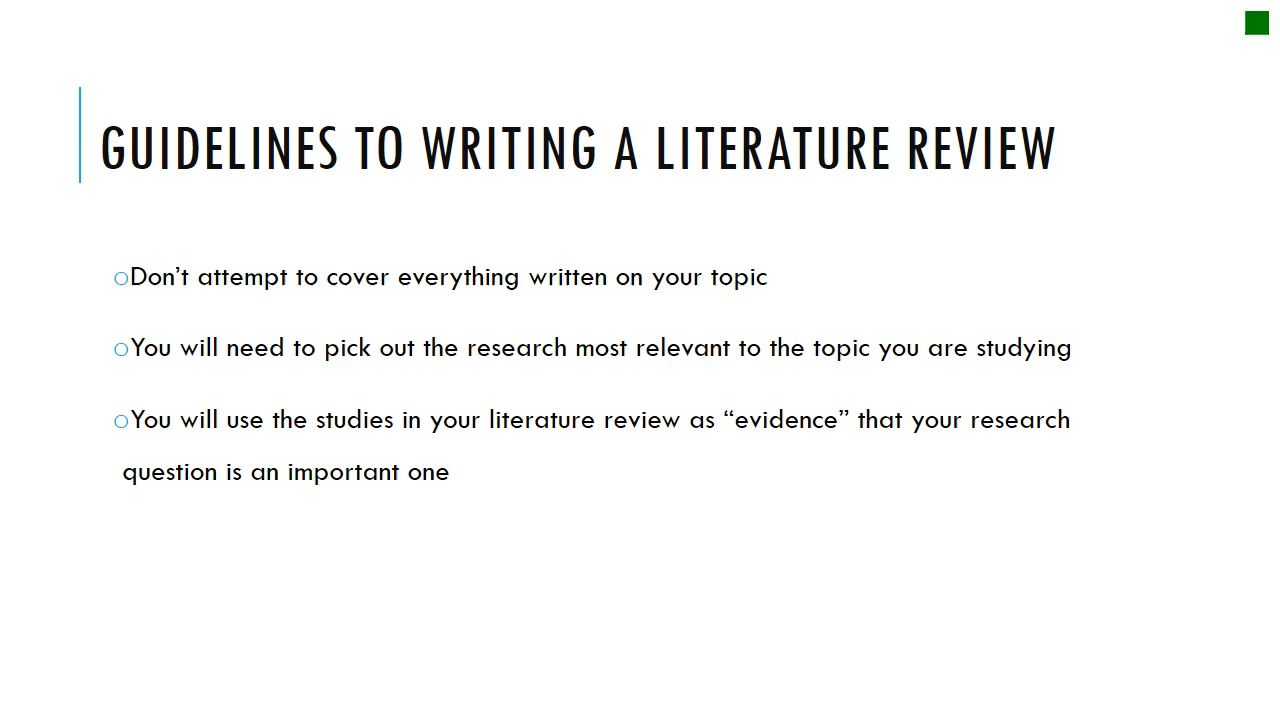 GUIDELINES TO WRITING A LITERATURE REVIEW
Don’t attempt to cover everything written on your topic
You will need to pick out the research most relevant to the topic you are studying
You will use the studies in your literature review as “evidence” that your research
question is an important one